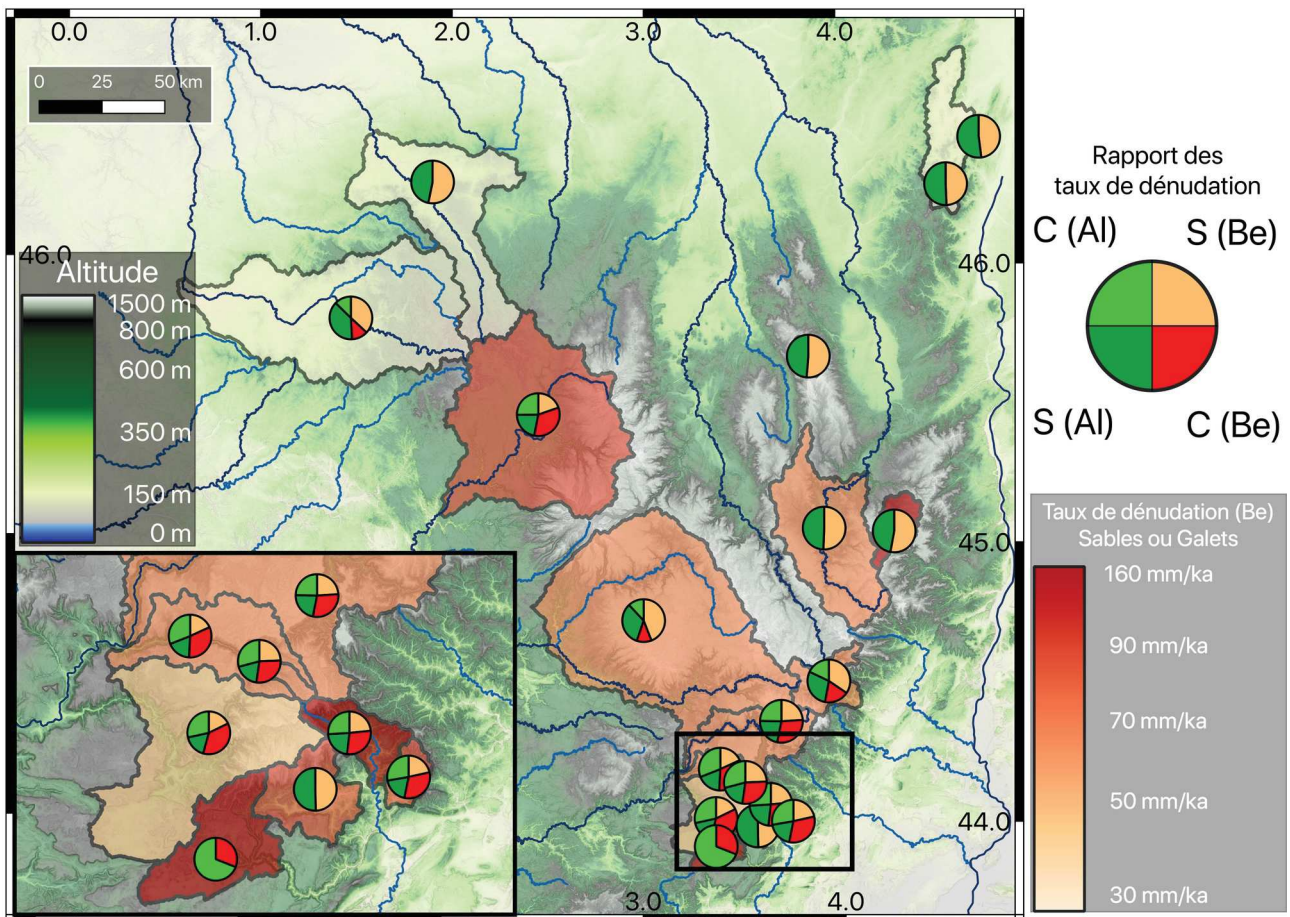 0.0 1.0 2.0 3.0 4.0
0 25 50 km
46.0
46.0
Altitude
1500 m
800 m
600 m
350 m
150 m
0 m
45.0
44.0
3.0 4.0
Rapport des
taux de dénudation
C (Al) S (Be)
S (Al) C (Be)
Taux de dénudation (Be)
Sables ou Galets
160 mm/ka
90 mm/ka
70 mm/ka
50 mm/ka
30 mm/ka